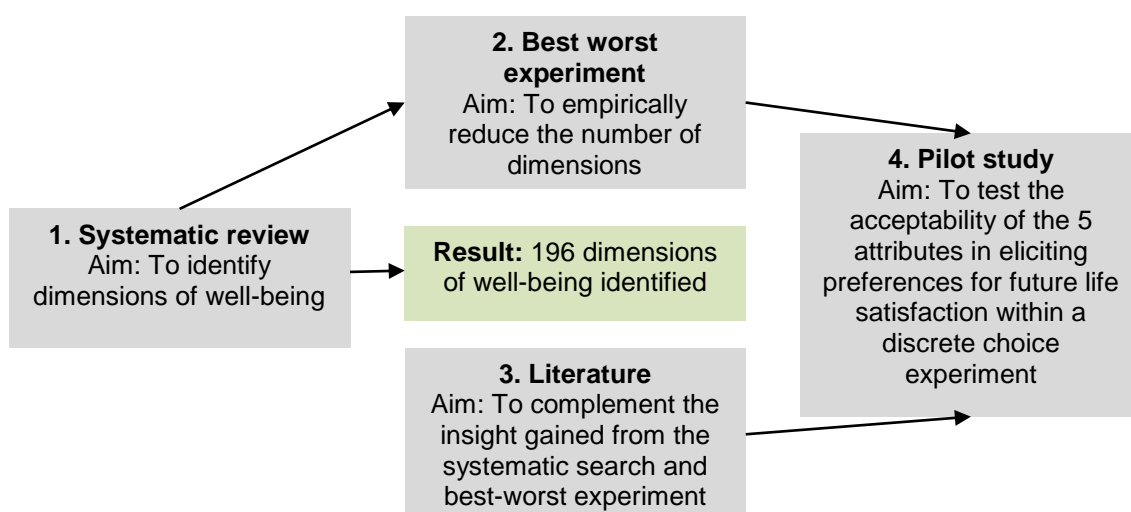 1. Systematic review
Aim: To identify
dimensions of well-being
2. Best worst
experiment
Aim: To empirically
reduce the number of
dimensions
Result: 196 dimensions
of well-being identified
3. Literature
Aim: To complement the
insight gained from the
systematic search and
best-worst experiment
4. Pilot study
Aim: To test the
acceptability of the 5
attributes in eliciting
preferences for future life
satisfaction within a
discrete choice
experiment